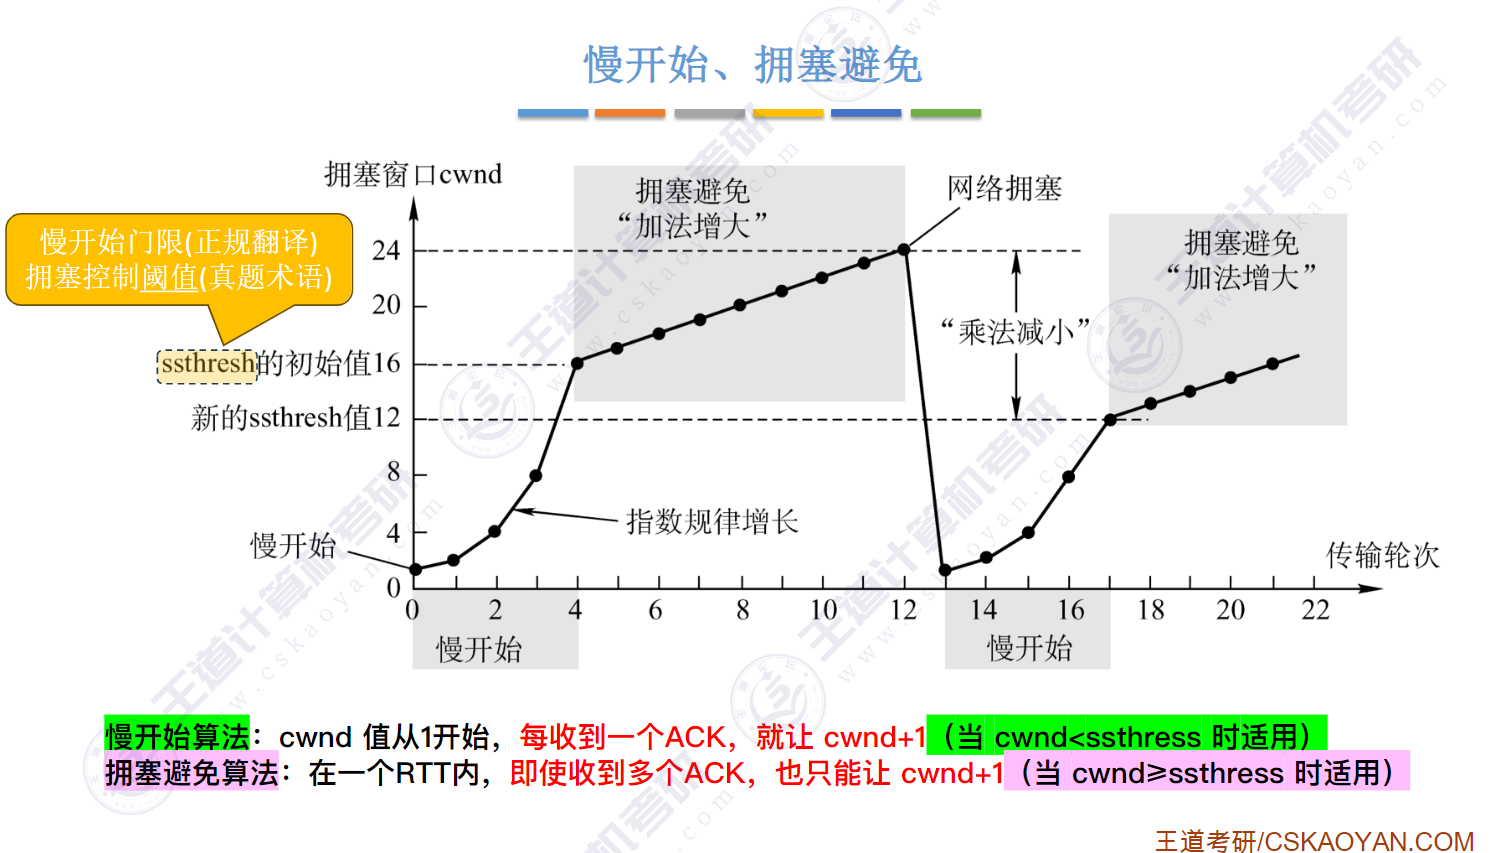 慢开始、拥塞避免
拥塞窗口cwnd
拥塞避免
“加法增大”
网络拥塞
慢开始门限(正规翻译)
拥塞控制阈值(真题术语)
24
20
ssthresh的初始值16
新的ssthresh值12
8
4
0
“乘法减小”
拥塞避免
“加法增大”
指数规律增长
慢开始
传输轮次
0 2 4 6 8 10 12 14 16 18 20 22
慢开始
慢开始
慢开始算法：cwnd 值从1开始，每收到一个ACK，就让 cwnd+1（当 cwnd<ssthress 时适用）
拥塞避免算法：在一个RTT内，即使收到多个ACK，也只能让 cwnd+1（当 cwnd≥ssthress 时适用）
王道考研/CSKAOYAN.COM
王道计算机考研
www.cskaoyan.com